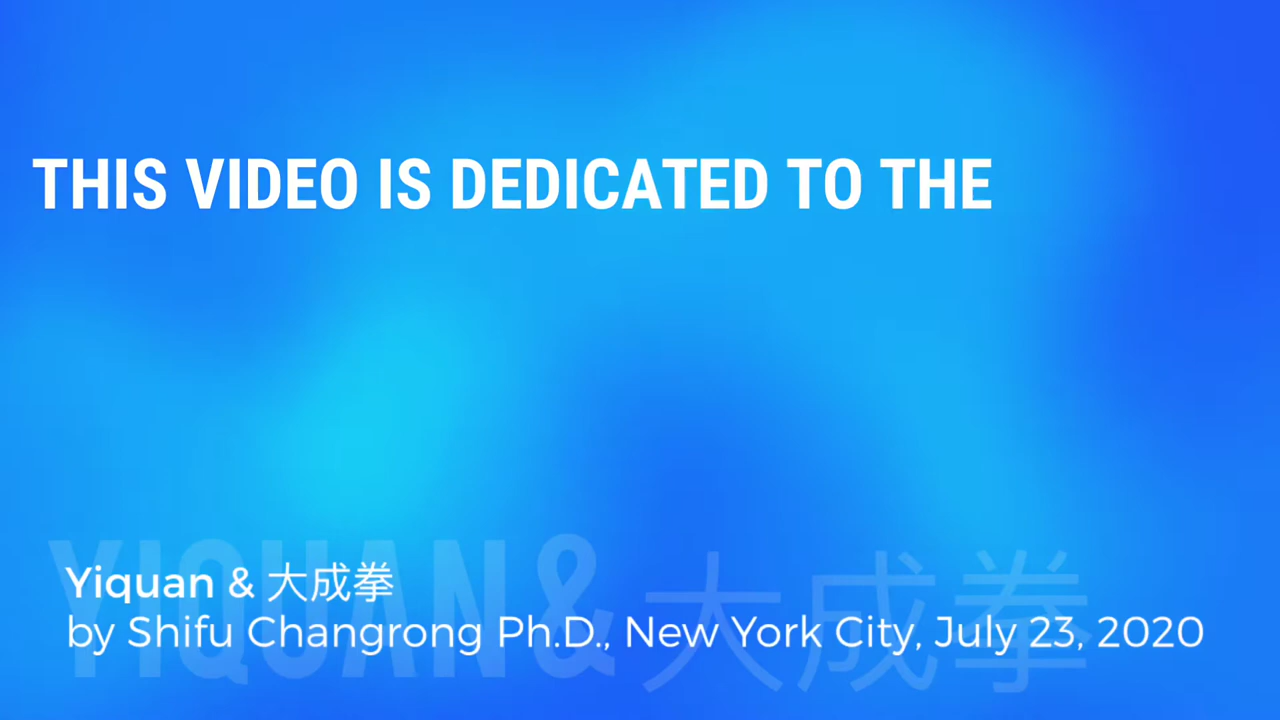 THIS VIDEO IS DEDICATED TO THE
YIQUAN & 大成拳
Yiquan & 大成拳
by Shifu Changrong Ph.D., New York City, July 23, 2020